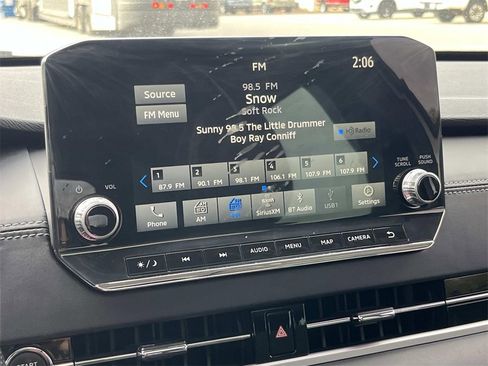 FM
2:06
Source
FM Menu
98.5 FM
Snow
Soft Rock
Sunny 99.5 The Little Drummer
Boy Ray Conniff
HD Radio
TUNE SCROLL
PUSH SOUND
VOL
1 2 3 4 5 6
87.9 FM 90.1 FM 98.1 FM 106.1 FM 107.9 FM 107.9 FM
Phone AM FM SiriusXM BT Audio USB1 Settings
AUDIO MENU MAP CAMERA
START